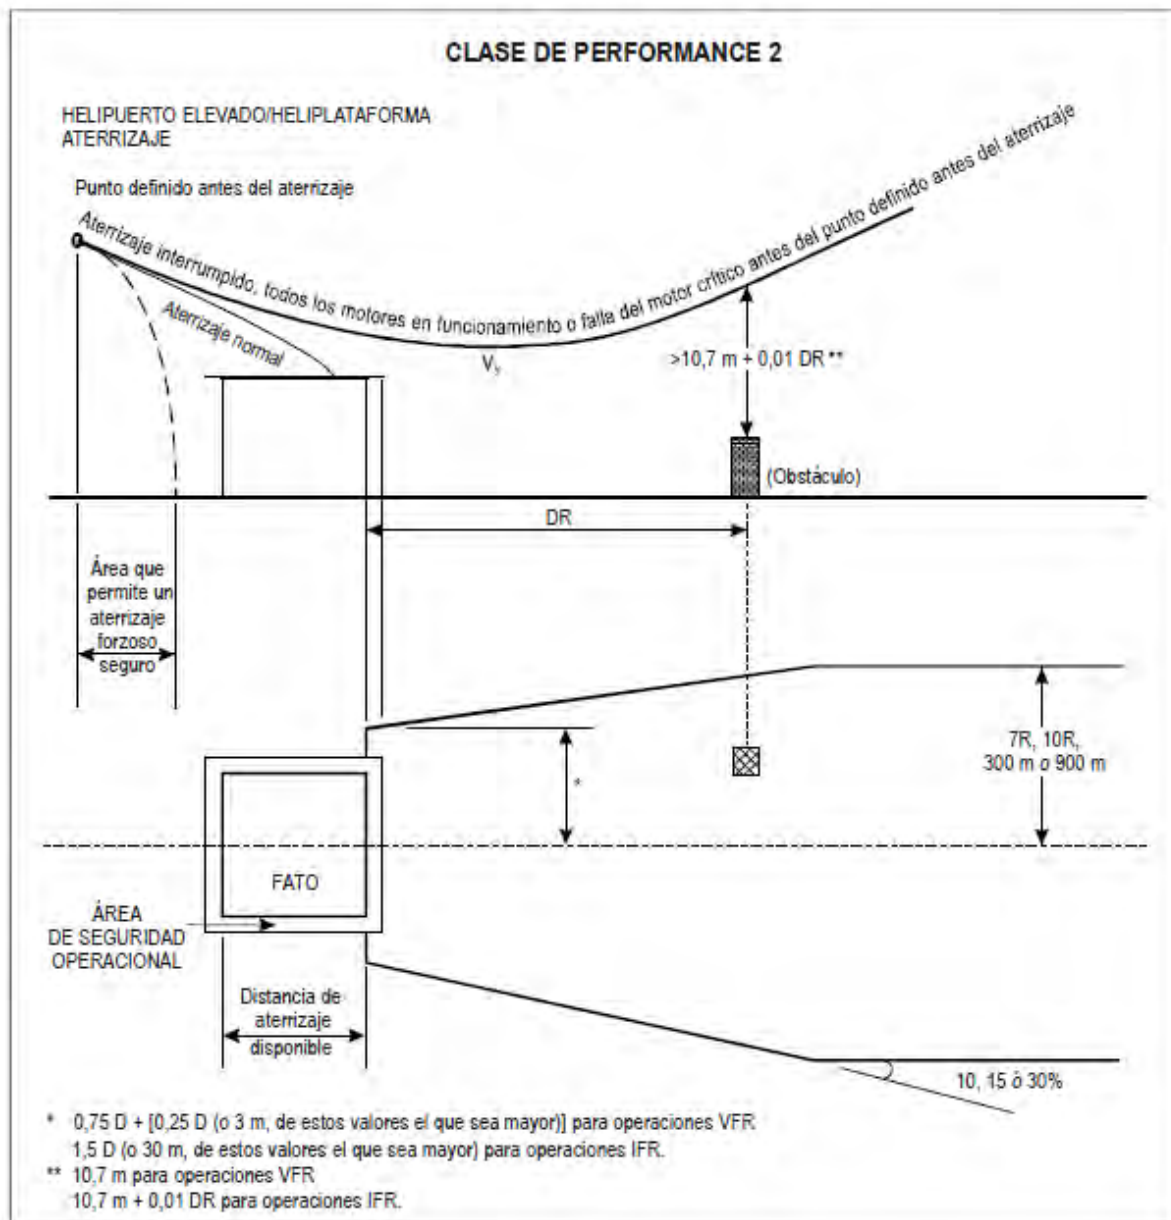 CLASE DE PERFORMANCE 2
HELIPUERTO ELEVADO/HELIPLATAFORMA
ATERRIZAJE
Punto definido antes del aterrizaje
Aterrizaje interrumpido, todos los motores en funcionamiento o falla del motor crítico antes del punto definido antes del aterrizaje
Aterrizaje normal
Vy
>10,7 m + 0,01 DR **
(Obstáculo)
DR
Área que
permite un
aterrizaje
forzoso
seguro
7R, 10R,
300 m o 900 m
*
FATO
ÁREA
DE SEGURIDAD
OPERACIONAL
Distancia de
aterrizaje
disponible
10, 15 ó 30%
* 0,75 D + [0,25 D (o 3 m, de estos valores el que sea mayor)] para operaciones VFR
1,5 D (o 30 m, de estos valores el que sea mayor) para operaciones IFR.
** 10,7 m para operaciones VFR
10,7 m + 0,01 DR para operaciones IFR.